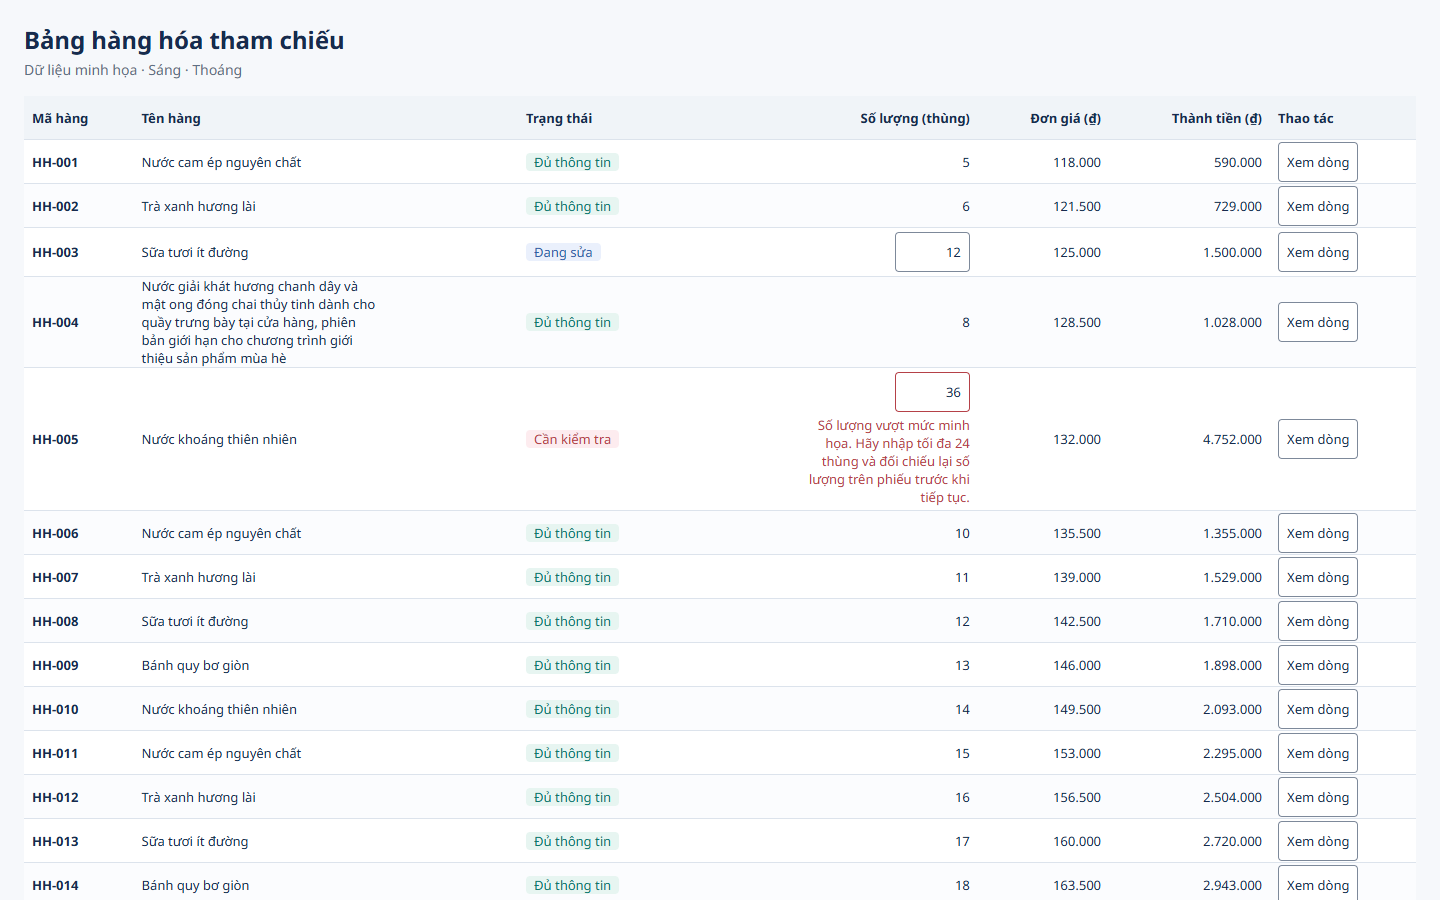 Bảng hàng hóa tham chiếu
Dữ liệu minh họa · Sáng · Thoáng
Mã hàng Tên hàng Trạng thái Số lượng (thùng) Đơn giá (₫) Thành tiền (₫) Thao tác
HH-001 Nước cam ép nguyên chất Đủ thông tin 5 118.000 590.000 Xem dòng
HH-002 Trà xanh hương lài Đủ thông tin 6 121.500 729.000 Xem dòng
HH-003 Sữa tươi ít đường Đang sửa 12 125.000 1.500.000 Xem dòng
Nước giải khát hương chanh dây và
mật ong đóng chai thủy tinh dành cho
HH-004 quầy trưng bày tại cửa hàng, phiên Đủ thông tin 8 128.500 1.028.000 Xem dòng
bản giới hạn cho chương trình giới
thiệu sản phẩm mùa hè
36
Số lượng vượt mức minh
họa. Hãy nhập tối đa 24
HH-005 Nước khoáng thiên nhiên Cần kiểm tra 132.000 4.752.000 Xem dòng
thùng và đối chiếu lại số
lượng trên phiếu trước khi
tiếp tục.
HH-006 Nước cam ép nguyên chất Đủ thông tin 10 135.500 1.355.000 Xem dòng
HH-007 Trà xanh hương lài Đủ thông tin 11 139.000 1.529.000 Xem dòng
HH-008 Sữa tươi ít đường Đủ thông tin 12 142.500 1.710.000 Xem dòng
HH-009 Bánh quy bơ giòn Đủ thông tin 13 146.000 1.898.000 Xem dòng
HH-010 Nước khoáng thiên nhiên Đủ thông tin 14 149.500 2.093.000 Xem dòng
HH-011 Nước cam ép nguyên chất Đủ thông tin 15 153.000 2.295.000 Xem dòng
HH-012 Trà xanh hương lài Đủ thông tin 16 156.500 2.504.000 Xem dòng
HH-013 Sữa tươi ít đường Đủ thông tin 17 160.000 2.720.000 Xem dòng
HH-014 Bánh quy bơ giòn Đủ thông tin 18 163.500 2.943.000 Xem dòng